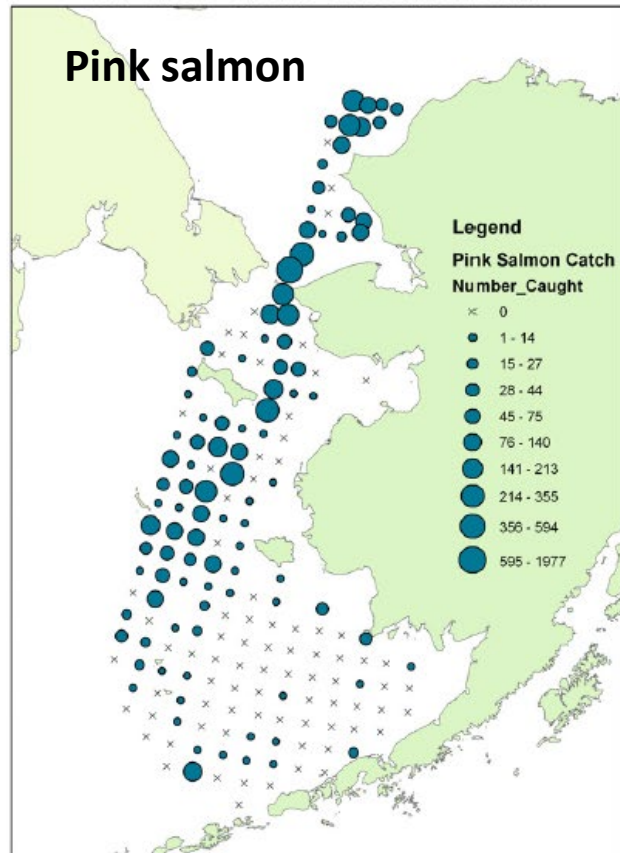 Pink salmon
Legend
Pink Salmon Catch
Number_Caught
0
1 - 14
15 - 27
28 - 44
45 - 75
76 - 140
141 - 213
214 - 355
356 - 594
595 - 1977